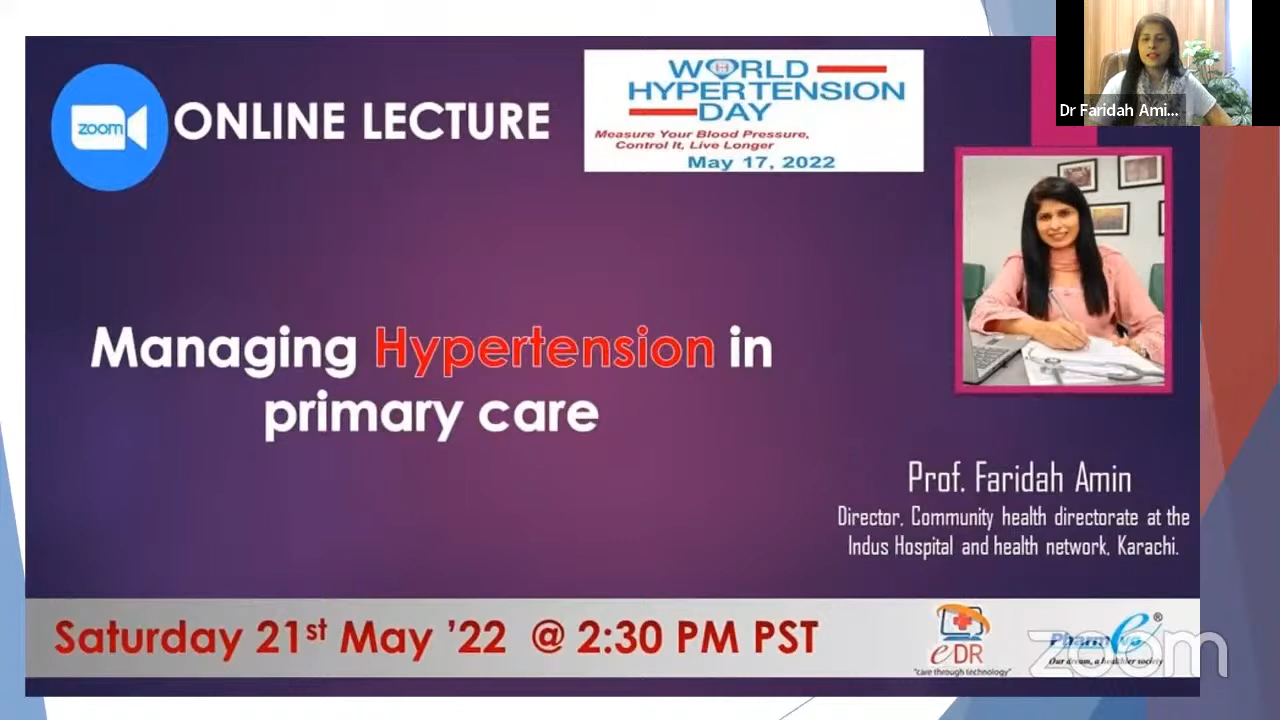 zoom
ONLINE LECTURE
WORLD
HYPERTENSION
DAY
Measure Your Blood Pressure,
Control It, Live Longer
May 17, 2022
Dr Faridah Ami...
Managing Hypertension in
primary care
Prof. Faridah Amin
Director, Community health directorate at the
Indus Hospital and health network, Karachi.
Saturday 21st May ’22 @ 2:30 PM PST
eDR
"care through technology"
PharmEvo®
Our dream, a healthier society
zoom